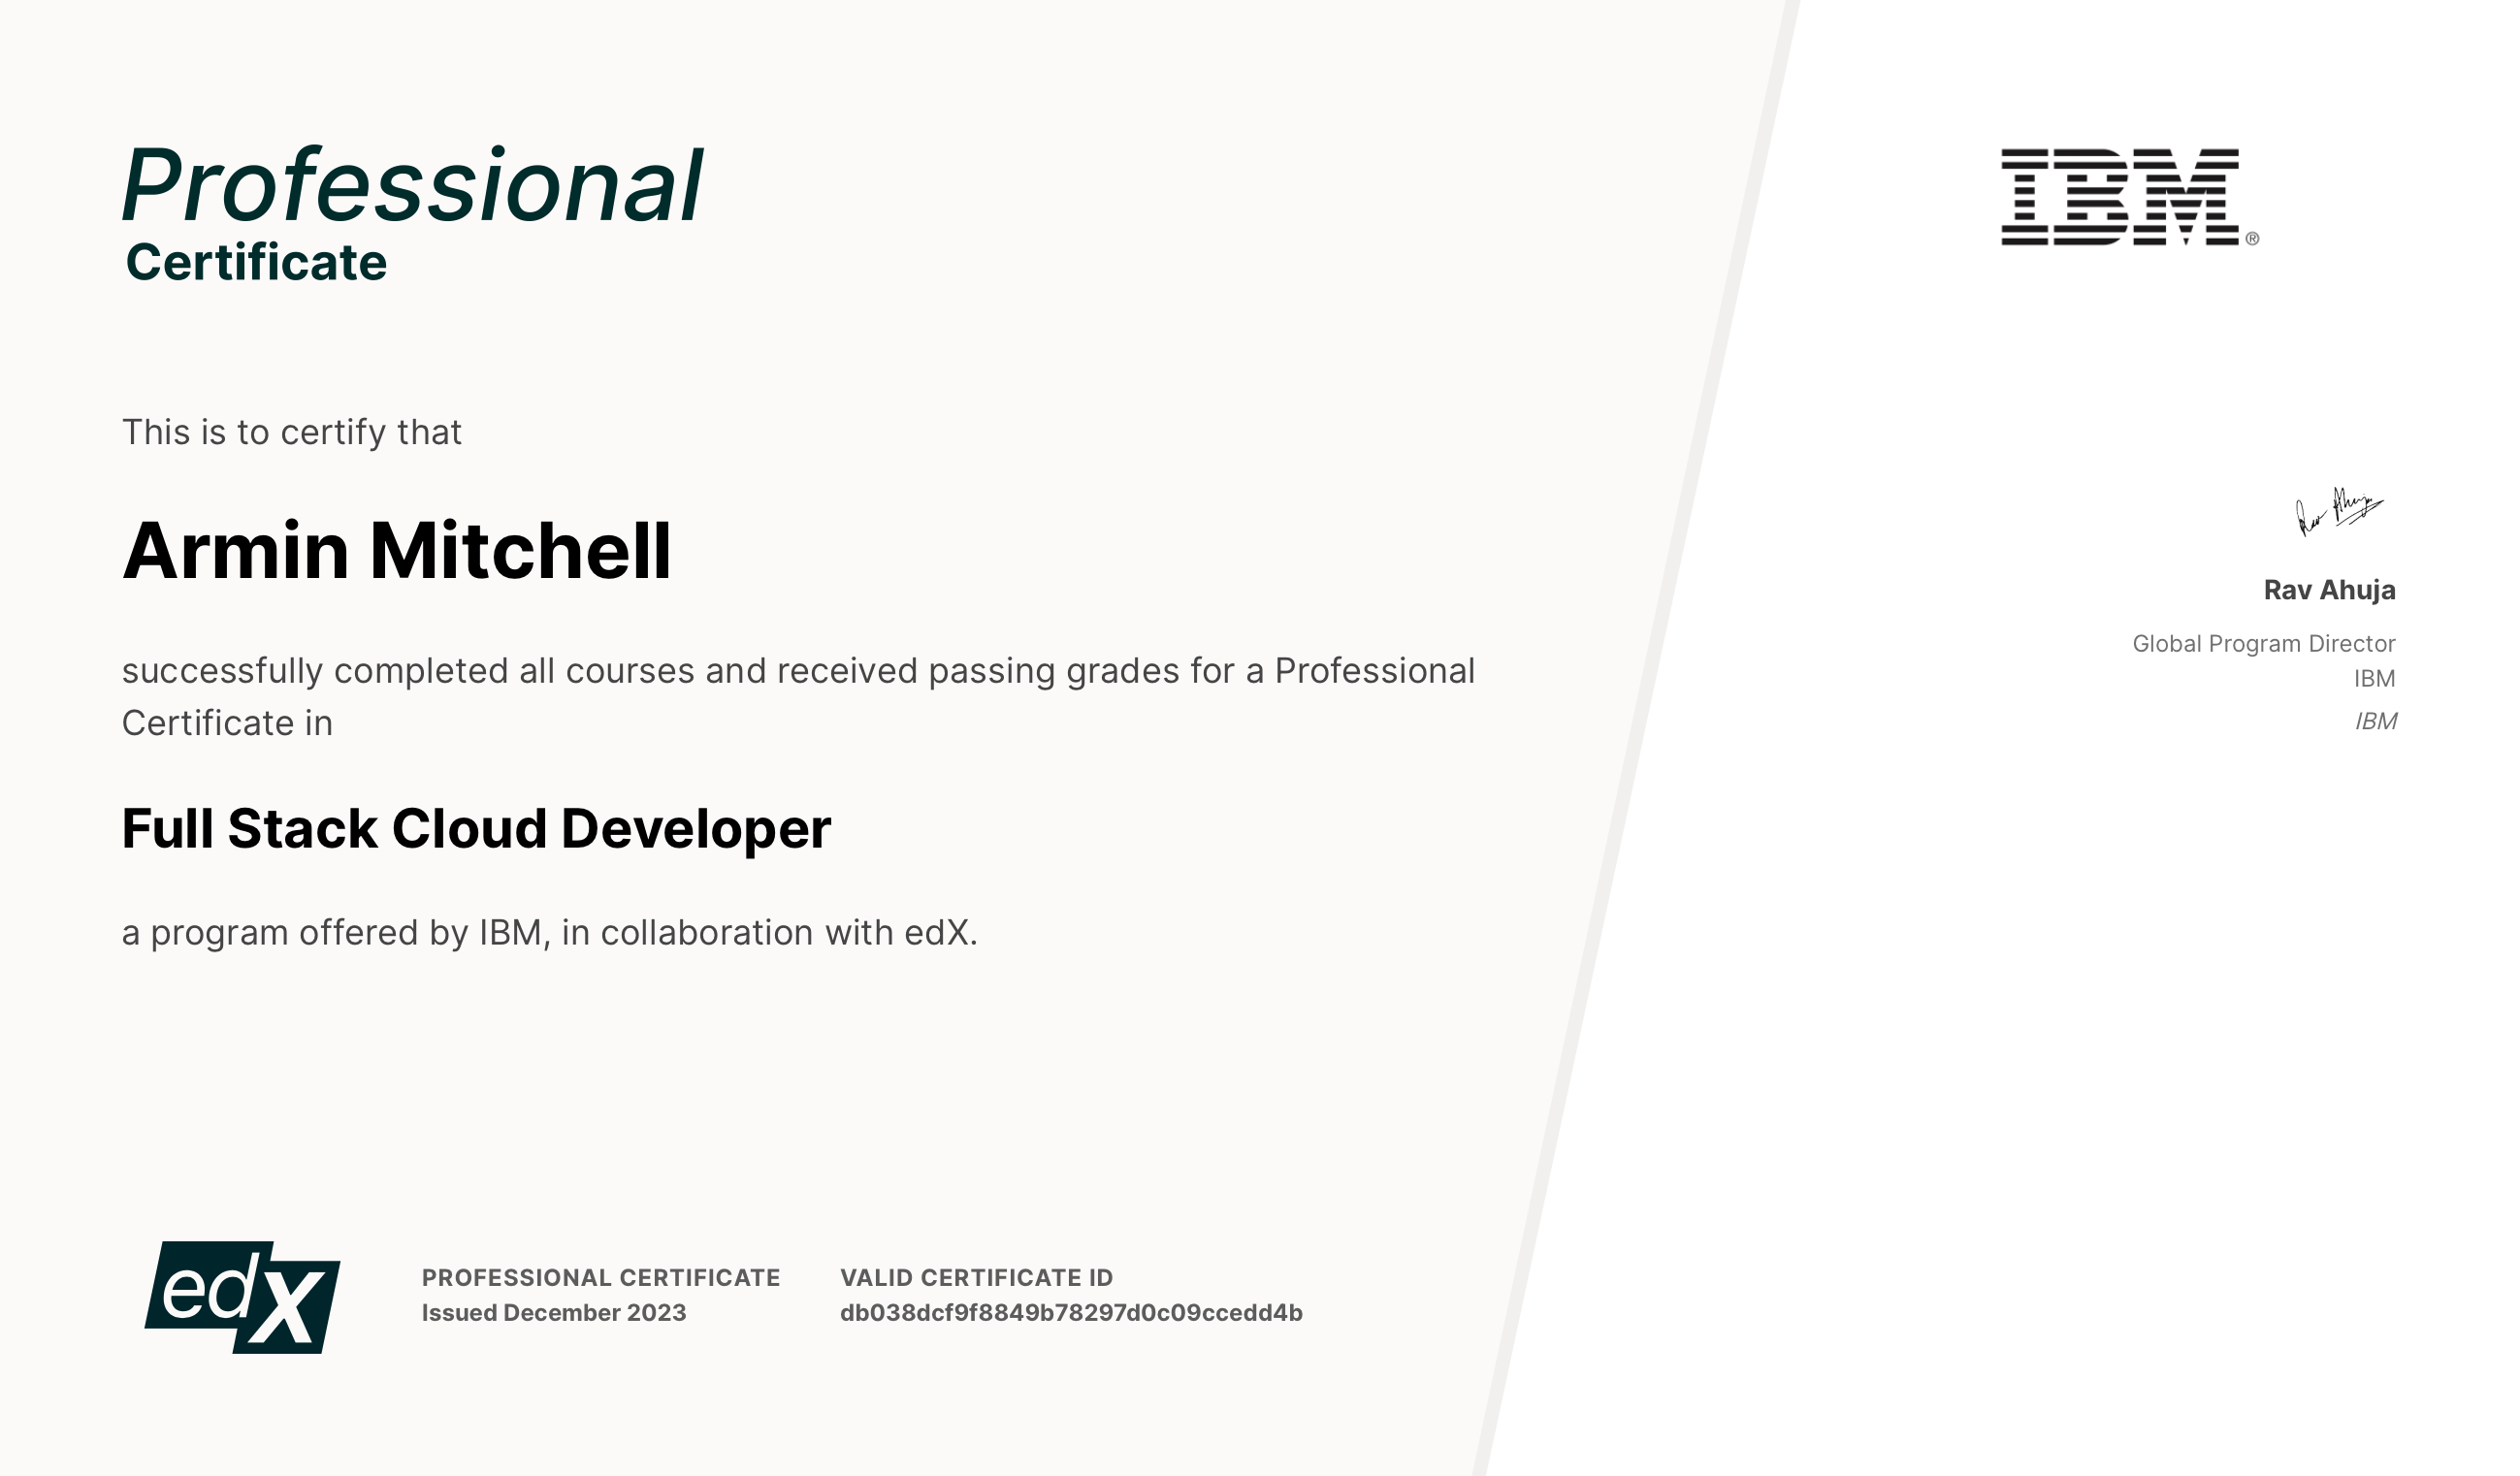 Professional
Certificate
This is to certify that
Armin Mitchell
successfully completed all courses and received passing grades for a Professional
Certificate in
Full Stack Cloud Developer
a program offered by IBM, in collaboration with edX.
edX
PROFESSIONAL CERTIFICATE
Issued December 2023
VALID CERTIFICATE ID
db038dcf9f8849b78297d0c09ccedd4b
IBM®
Rav Ahuja
Rav Ahuja
Global Program Director
IBM
IBM